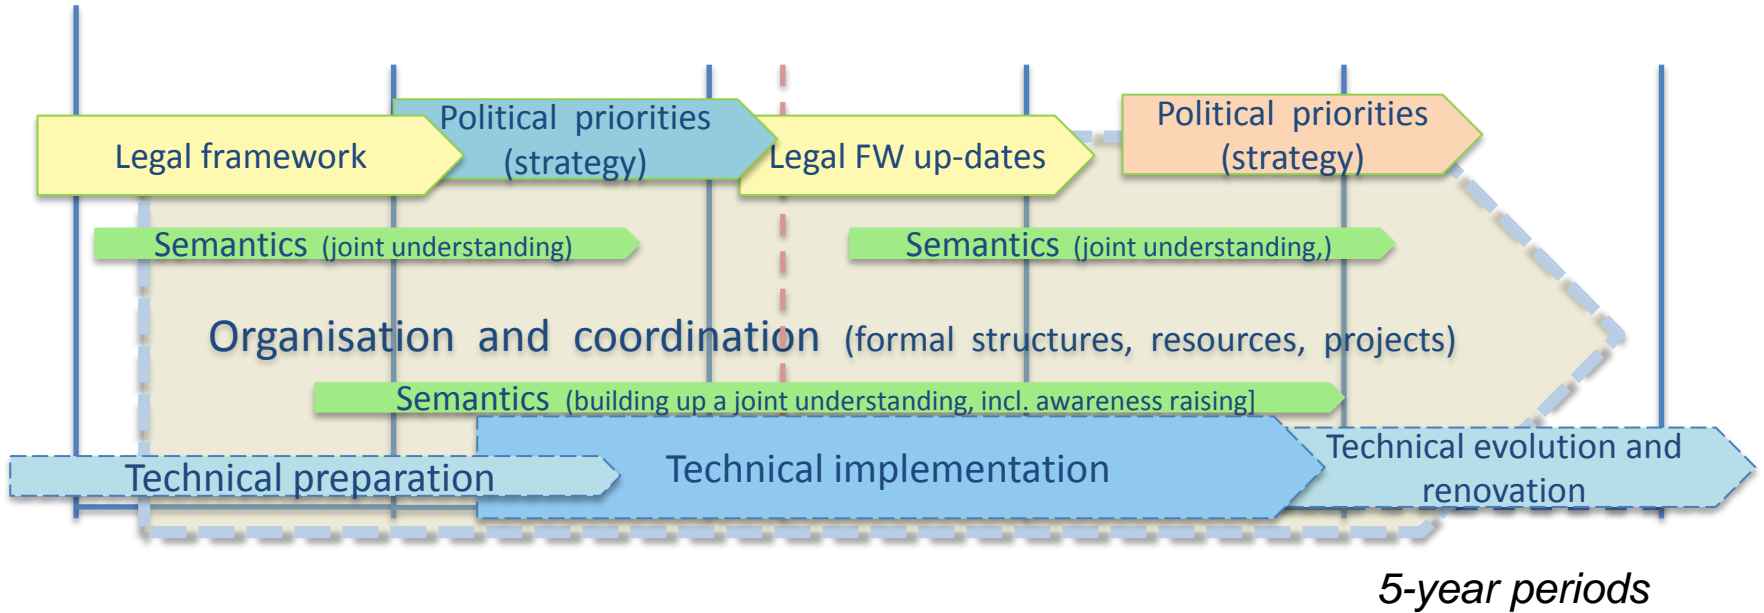 Legal framework
Political priorities
(strategy)
Legal FW up-dates
Political priorities
(strategy)
Semantics (joint understanding)
Semantics (joint understanding,)
Organisation and coordination (formal structures, resources, projects)
Semantics (building up a joint understanding, incl. awareness raising]
Technical preparation
Technical implementation
Technical evolution and
renovation
5-year periods